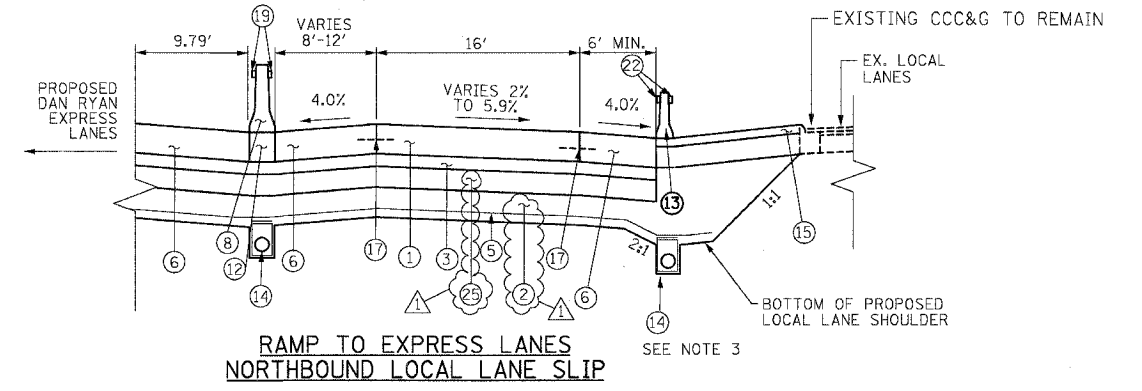 19
VARIES
8'-12'
9.79'
16'
6' MIN.
EXISTING CCC&G TO REMAIN
EX. LOCAL
LANES
22
PROPOSED
DAN RYAN
EXPRESS
LANES
4.0%
VARIES 2%
TO 5.9%
4.0%
13
1:1
15
6
8
12
6
14
17
1
3
25
5
2
17
6
2:1
14
1
1
BOTTOM OF PROPOSED
LOCAL LANE SHOULDER
SEE NOTE 3
RAMP TO EXPRESS LANES
NORTHBOUND LOCAL LANE SLIP